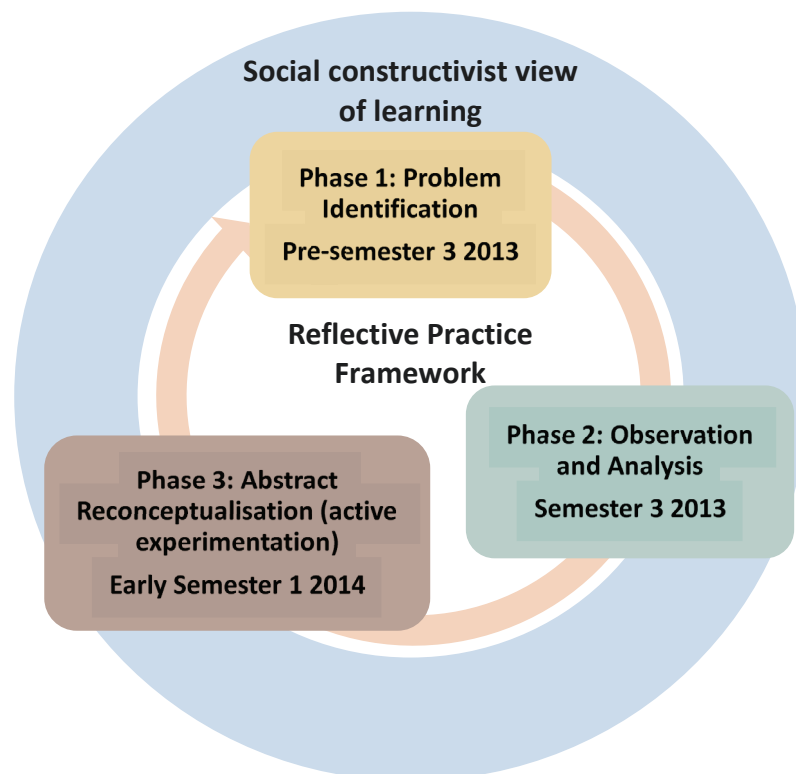 Social constructivist view
of learning
Phase 1: Problem
Identification
Pre-semester 3 2013
Reflective Practice
Framework
Phase 2: Observation
and Analysis
Semester 3 2013
Phase 3: Abstract
Reconceptualisation (active
experimentation)
Early Semester 1 2014